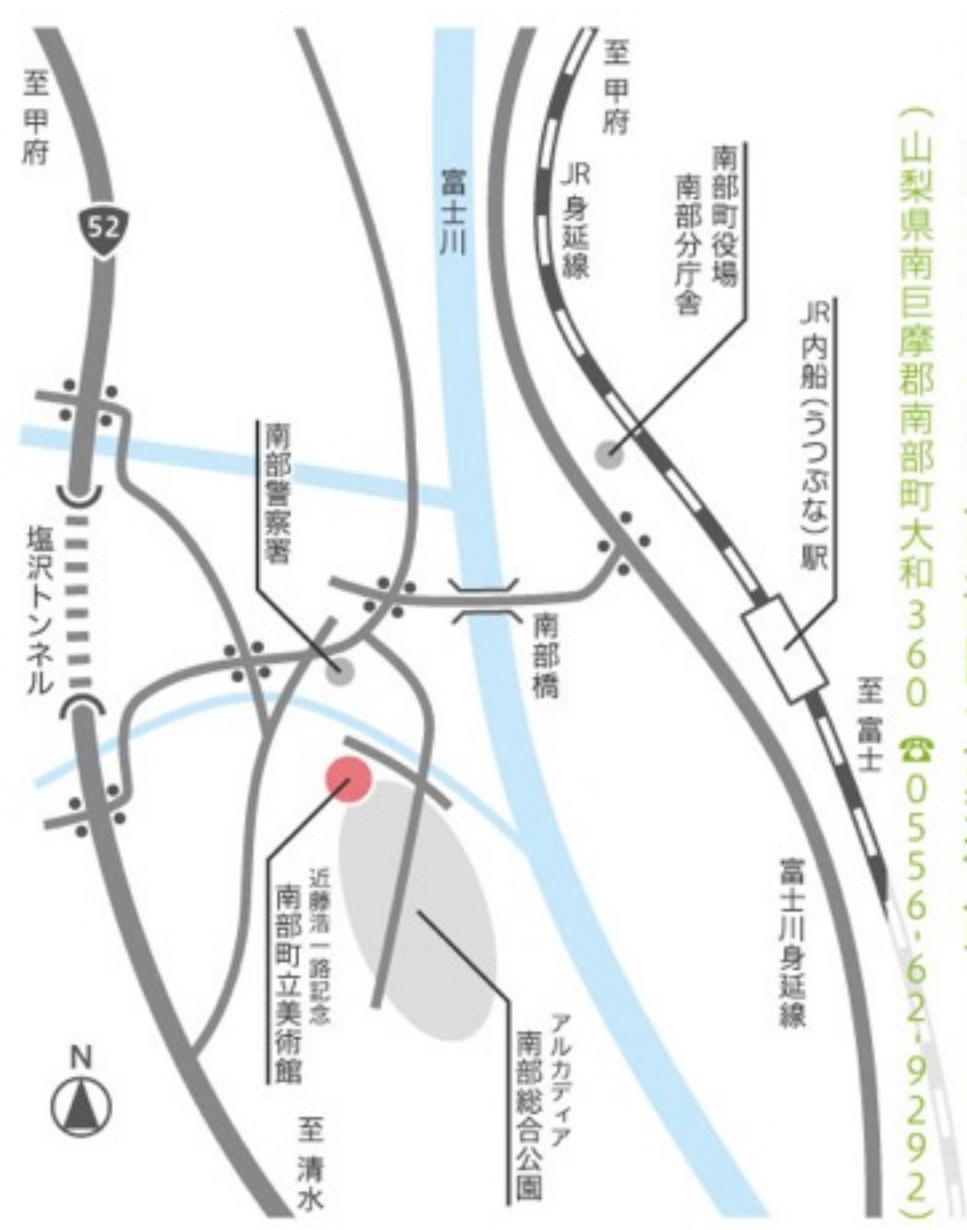 (山梨県南巨摩郡南部町大和360 ☎0556-62-9292)
至 甲府
JR 身延線
南部町役場
南部分庁舎
JR 内船(うつぶな)駅
至 富士
富士川身延線
富士川
南部橋
至 甲府
52
南部警察署
塩沢トンネル
近藤浩一路記念
南部町立美術館
アルカディア
南部総合公園
至 清水
N